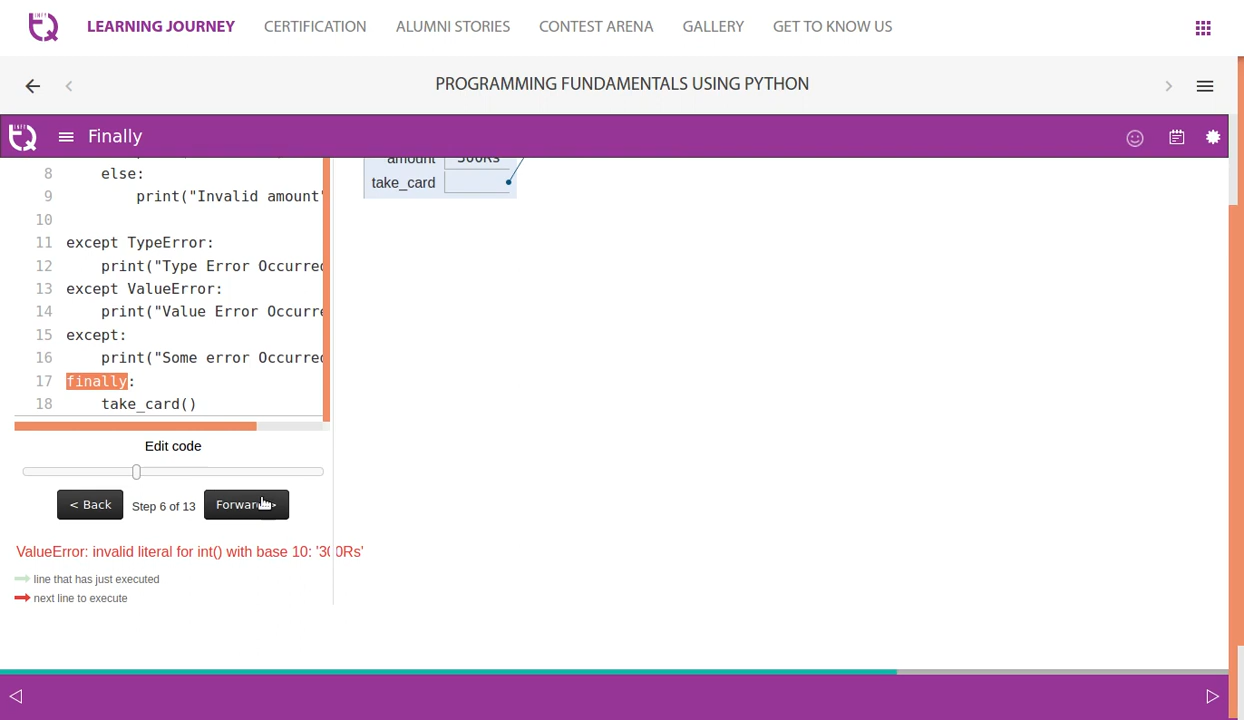 LEARNING JOURNEY CERTIFICATION ALUMNI STORIES CONTEST ARENA GALLERY GET TO KNOW US
PROGRAMMING FUNDAMENTALS USING PYTHON
Finally
amount 300Rs
take_card
8 else:
9 print("Invalid amount"
10
11 except TypeError:
12 print("Type Error Occurred
13 except ValueError:
14 print("Value Error Occurre
15 except:
16 print("Some error Occurred
17 finally:
18 take_card()
Edit code
< Back Step 6 of 13 Forward >
ValueError: invalid literal for int() with base 10: '300Rs'
line that has just executed
next line to execute